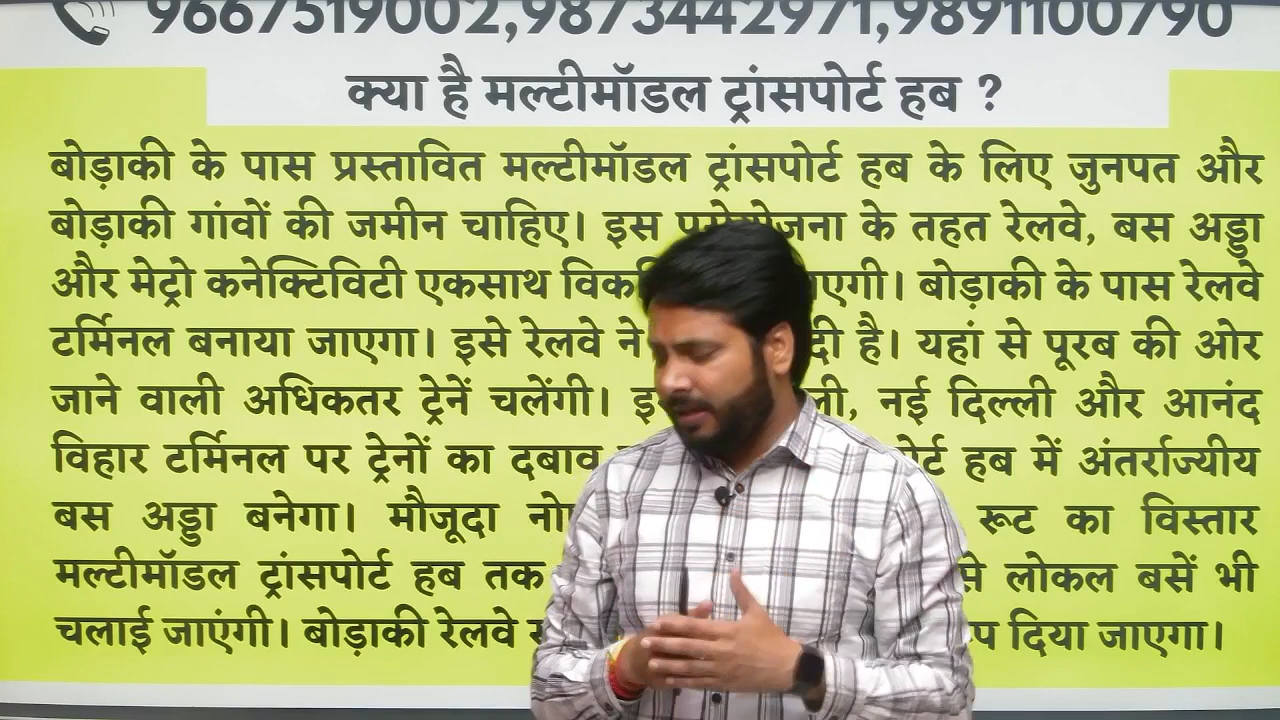 9667519002,9873442971,9891100790
क्या है मल्टीमॉडल ट्रांसपोर्ट हब ?
बोड़ाकी के पास प्रस्तावित मल्टीमॉडल ट्रांसपोर्ट हब के लिए जुनपत और
बोड़ाकी गांवों की जमीन चाहिए। इस के तहत रेलवे, बस अड्डा
और मेट्रो कनेक्टिविटी एकसाथ बोड़ाकी के पास रेलवे
टर्मिनल बनाया जाएगा। इसे रेलवे ने दी है। यहां से पूरब की ओर
जाने वाली अधिकतर ट्रेनें चलेंगी। नई दिल्ली और आनंद
विहार टर्मिनल पर ट्रेनों का दबाव हब में अंतर्राज्यीय
बस अड्डा बनेगा। मौजूदा रूट का विस्तार
मल्टीमॉडल ट्रांसपोर्ट हब तक से लोकल बसें भी
चलाई जाएंगी। बोड़ाकी रेलवे दिया जाएगा।